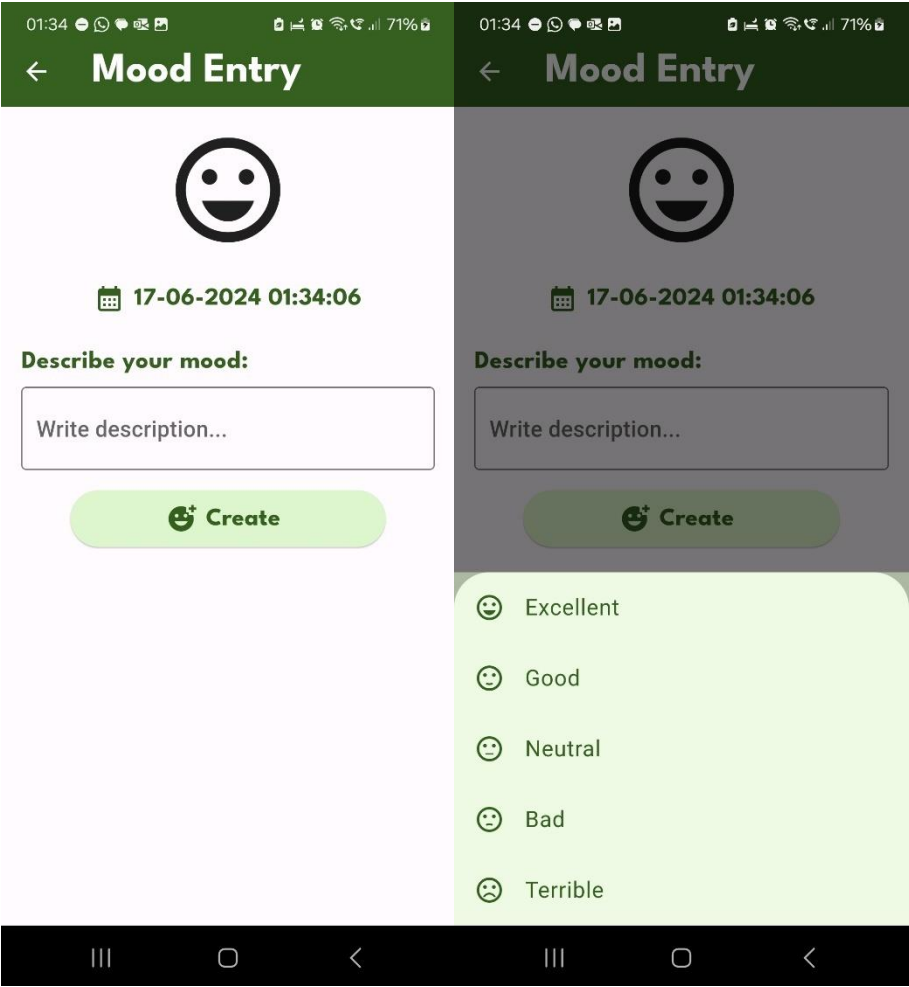 01:34 71%
Mood Entry
17-06-2024 01:34:06
Describe your mood:
Write description...
Create
01:34 71%
Mood Entry
17-06-2024 01:34:06
Describe your mood:
Write description...
Create
Excellent
Good
Neutral
Bad
Terrible